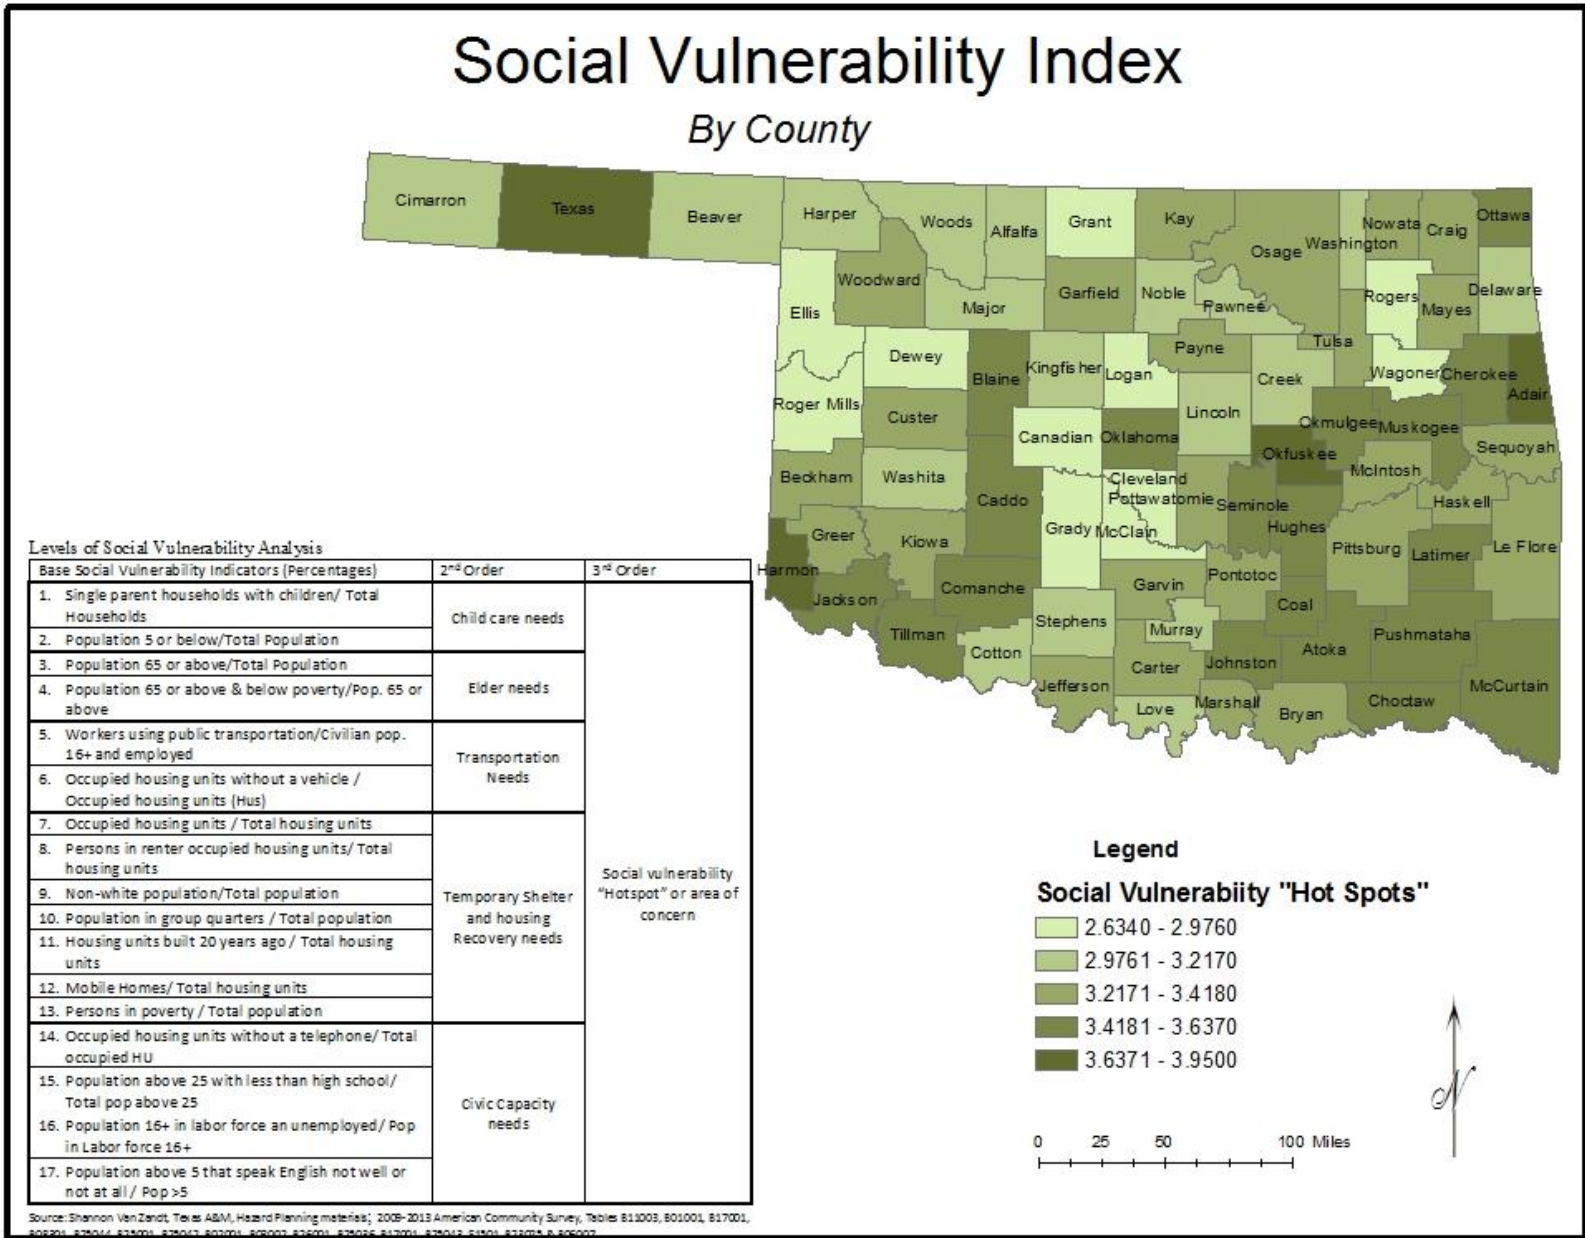 Social Vulnerability Index
By County
Cimarron
Texas
Beaver
Harper
Woods
Alfalfa
Grant
Kay
Osage
Washington
Nowata
Craig
Ottawa
Woodward
Ellis
Major
Garfield
Noble
Pawnee
Rogers
Mayes
Delaware
Dewey
Blaine
Kingfisher
Logan
Payne
Tulsa
Creek
Wagoner
Cherokee
Adair
Roger Mills
Custer
Canadian
Oklahoma
Lincoln
Okmulgee
Muskogee
Sequoyah
Okfuskee
McIntosh
Beckham
Washita
Caddo
Cleveland
Pottawatomie
Seminole
Hughes
Haskell
Grady
McClain
Pittsburg
Latimer
Le Flore
Greer
Kiowa
Harmon
Jackson
Comanche
Garvin
Pontotoc
Coal
Stephens
Murray
Tillman
Cotton
Atoka
Pushmataha
Johnston
Carter
Jefferson
Love
Marshall
Bryan
Choctaw
McCurtain
Levels of Social Vulnerability Analysis
Base Social Vulnerability Indicators (Percentages) 2nd Order 3rd Order
1. Single parent households with children/ Total
Households
2. Population 5 or below/Total Population
Child care needs
3. Population 65 or above/Total Population
4. Population 65 or above & below poverty/Pop. 65 or
above
Elder needs
5. Workers using public transportation/Civilian pop.
16+ and employed
6. Occupied housing units without a vehicle /
Occupied housing units (Hus)
Transportation
Needs
7. Occupied housing units / Total housing units
8. Persons in renter occupied housing units/ Total
housing units
9. Non-white population/Total population
10. Population in group quarters / Total population
11. Housing units built 20 years ago / Total housing
units
12. Mobile Homes/ Total housing units
13. Persons in poverty / Total population
Temporary Shelter
and housing
Recovery needs
14. Occupied housing units without a telephone/ Total
occupied HU
15. Population above 25 with less than high school/
Total pop above 25
16. Population 16+ in labor force an unemployed/ Pop
in Labor force 16+
17. Population above 5 that speak English not well or
not at all / Pop >5
Civic Capacity
needs
Social vulnerability
"Hotspot" or area of
concern
Source: Shannon Van Zandt, Texas A&M, Hazard Planning materials; 2009-2013 American Community Survey, Tables B11003, B01001, B17001,
Legend
Social Vulnerabiity "Hot Spots"
2.6340 - 2.9760
2.9761 - 3.2170
3.2171 - 3.4180
3.4181 - 3.6370
3.6371 - 3.9500
N
0 25 50 100 Miles